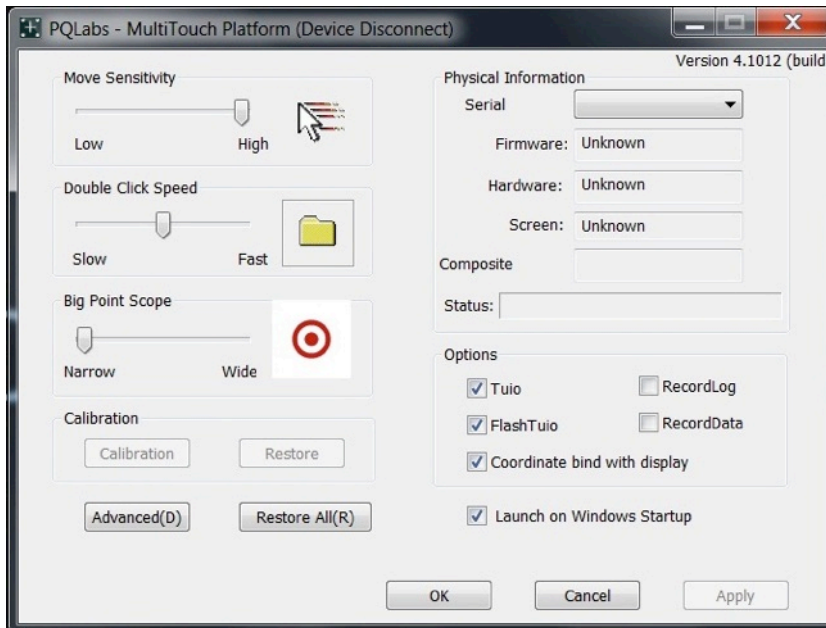 PQLabs - MultiTouch Platform (Device Disconnect)
Version 4.1012 (build
Move Sensitivity
Low High
Double Click Speed
Slow Fast
Big Point Scope
Narrow Wide
Calibration
Calibration Restore
Advanced(D) Restore All(R)
Physical Information
Serial
Firmware: Unknown
Hardware: Unknown
Screen: Unknown
Composite
Status:
Options
Tuio RecordLog
FlashTuio RecordData
Coordinate bind with display
Launch on Windows Startup
OK Cancel Apply